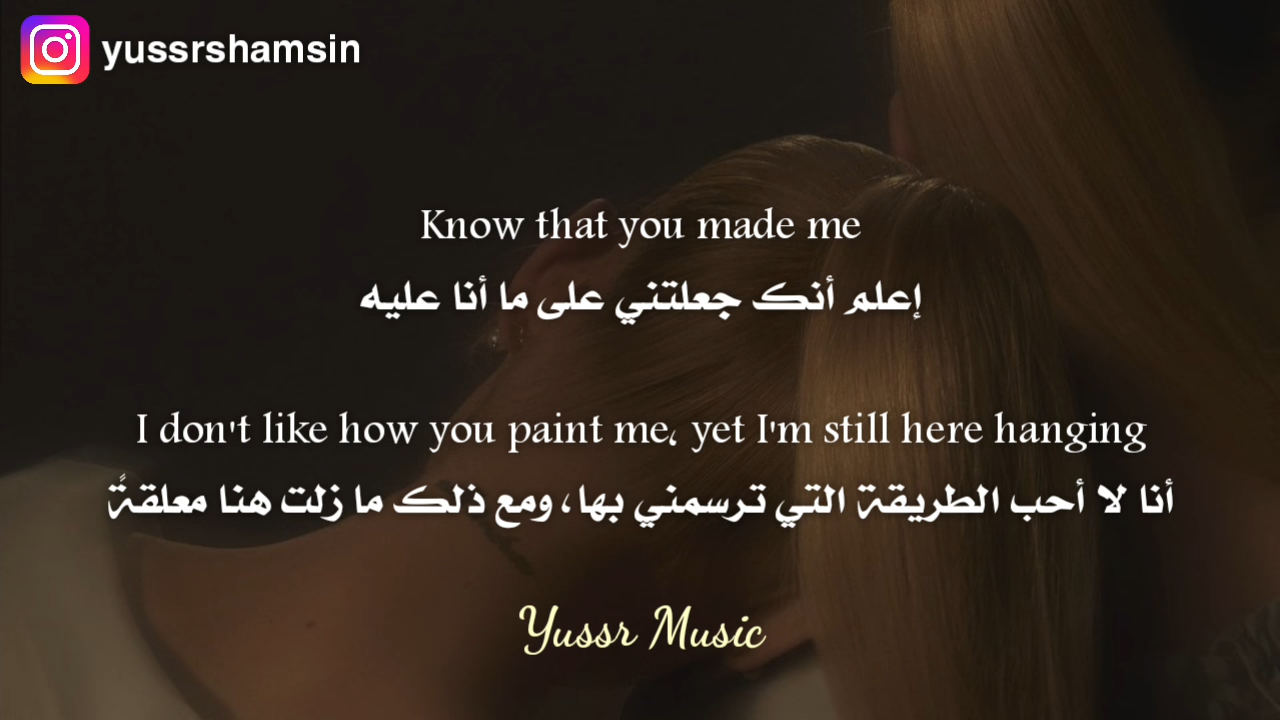 yussrshamsin
Know that you made me
إعلم أنك جعلتني على ما أنا عليه
I don't like how you paint me، yet I'm still here hanging
أنا لا أحب الطريقة التي ترسمني بها، ومع ذلك ما زلت هنا معلقةً
Yussr Music